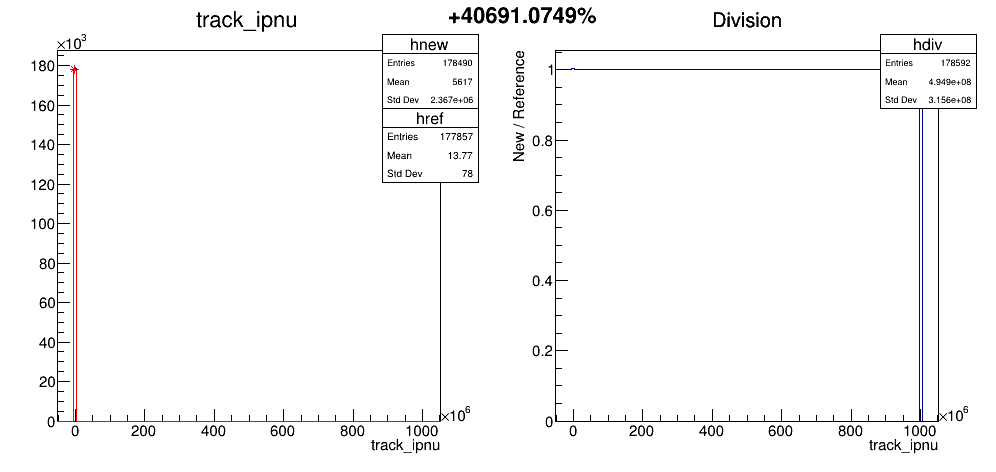 +40691.0749%
track_ipnu
×10³
hnew
Entries 178490
Mean 5617
Std Dev 2.367e+06
href
Entries 177857
Mean 13.77
Std Dev 78
180
160
140
120
100
80
60
40
20
0
0 200 400 600 800 1000
×10⁶
track_ipnu
Division
hdiv
Entries 178592
Mean 4.949e+08
Std Dev 3.156e+08
New / Reference
1
0.8
0.6
0.4
0.2
0
0 200 400 600 800 1000
×10⁶
track_ipnu